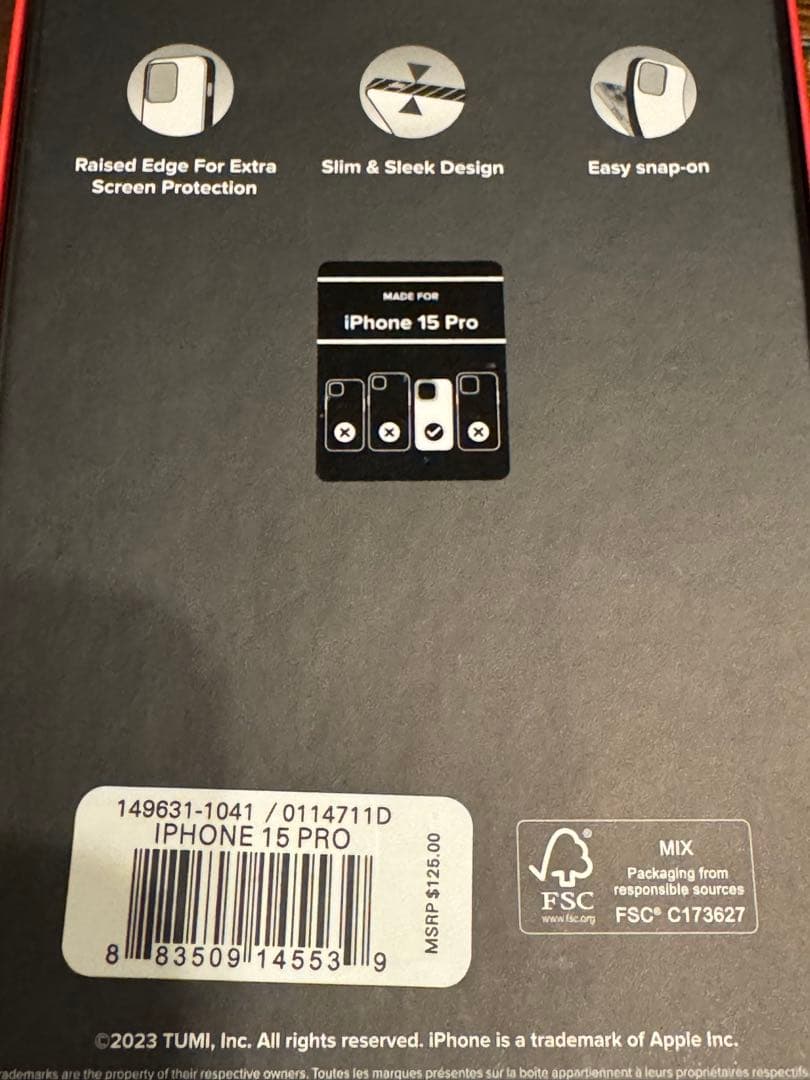 Raised Edge For Extra
Screen Protection
Slim & Sleek Design
Easy snap-on
MADE FOR
iPhone 15 Pro
149631-1041 / 0114711D
IPHONE 15 PRO
MSRP $125.00
8 83509 14553 9
FSC®
www.fsc.org
MIX
Packaging from
responsible sources
FSC® C173627
©2023 TUMI, Inc. All rights reserved. iPhone is a trademark of Apple Inc.
ademarks are the property of their respective owners. Toutes les marques présentes sur la boite appartiennent à leurs propriétaires respectifs